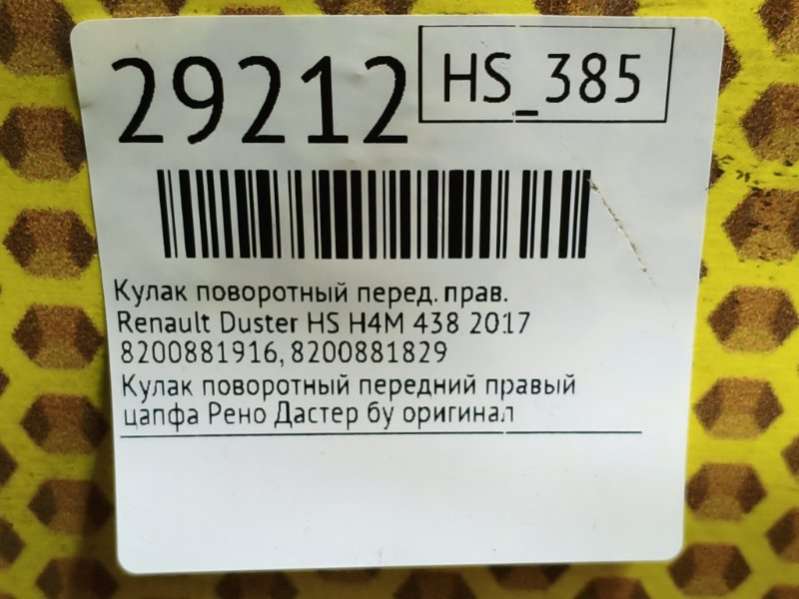 29212
HS_385
Кулак поворотный перед. прав.
Renault Duster HS H4M 438 2017
8200881916, 8200881829
Кулак поворотный передний правый
цапфа Рено Дастер бу оригинал